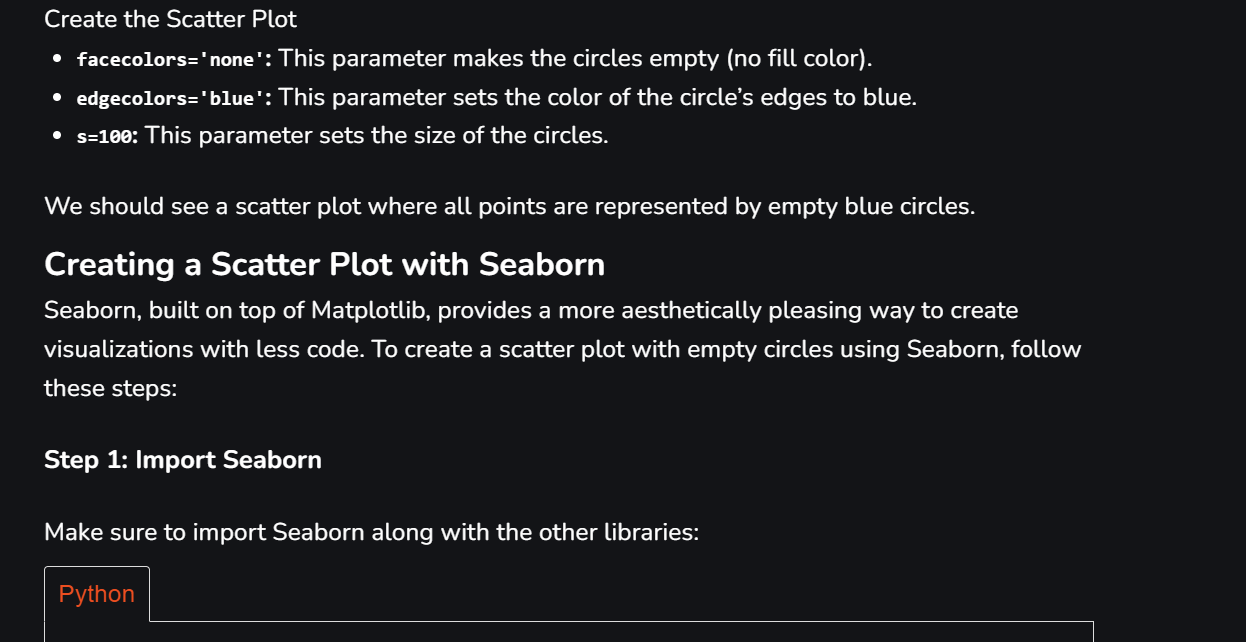 Create the Scatter Plot
• facecolors='none': This parameter makes the circles empty (no fill color).
• edgecolors='blue': This parameter sets the color of the circle’s edges to blue.
• s=100: This parameter sets the size of the circles.
We should see a scatter plot where all points are represented by empty blue circles.
Creating a Scatter Plot with Seaborn
Seaborn, built on top of Matplotlib, provides a more aesthetically pleasing way to create
visualizations with less code. To create a scatter plot with empty circles using Seaborn, follow
these steps:
Step 1: Import Seaborn
Make sure to import Seaborn along with the other libraries:
Python